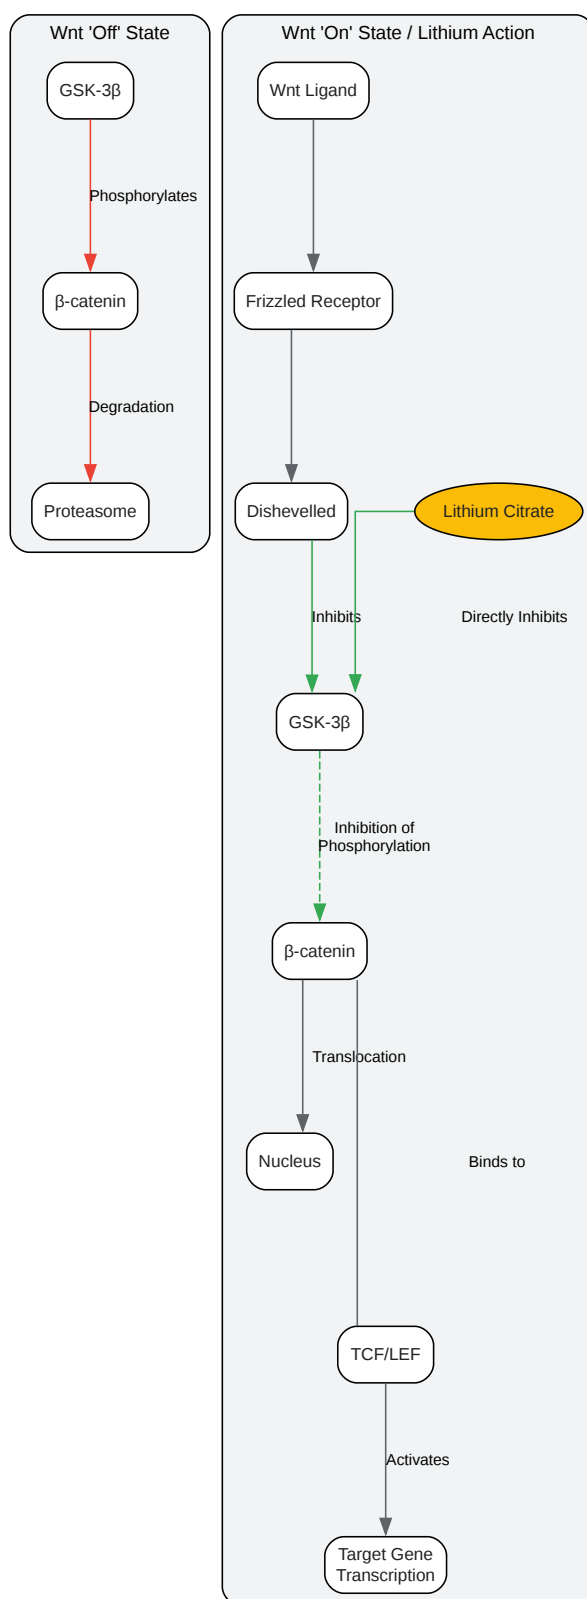 Wnt 'Off' State
GSK-3β
Phosphorylates
β-catenin
Degradation
Proteasome
Wnt 'On' State / Lithium Action
Wnt Ligand
Frizzled Receptor
Dishevelled
Lithium Citrate
Inhibits
Directly Inhibits
GSK-3β
Inhibition of
Phosphorylation
β-catenin
Translocation
Nucleus
Binds to
TCF/LEF
Activates
Target Gene
Transcription